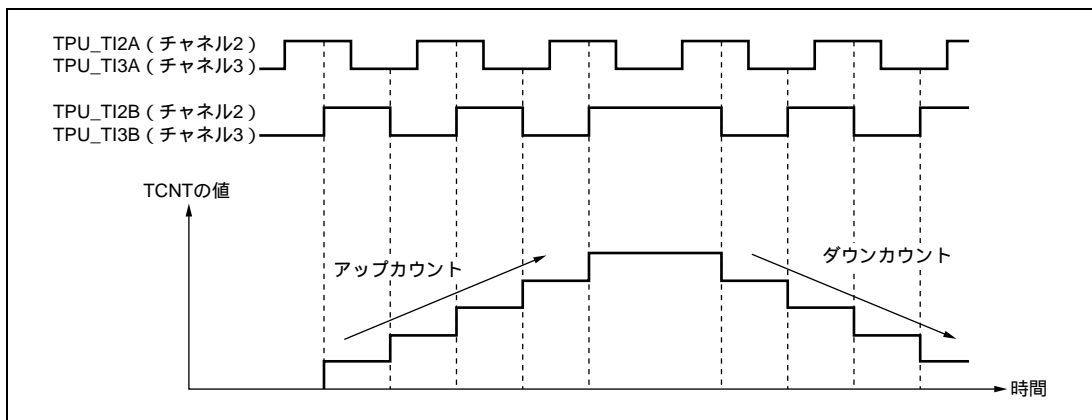 TPU_TI2A（チャネル2）
TPU_TI3A（チャネル3）
TPU_TI2B（チャネル2）
TPU_TI3B（チャネル3）
TCNTの値
アップカウント
ダウンカウント
時間